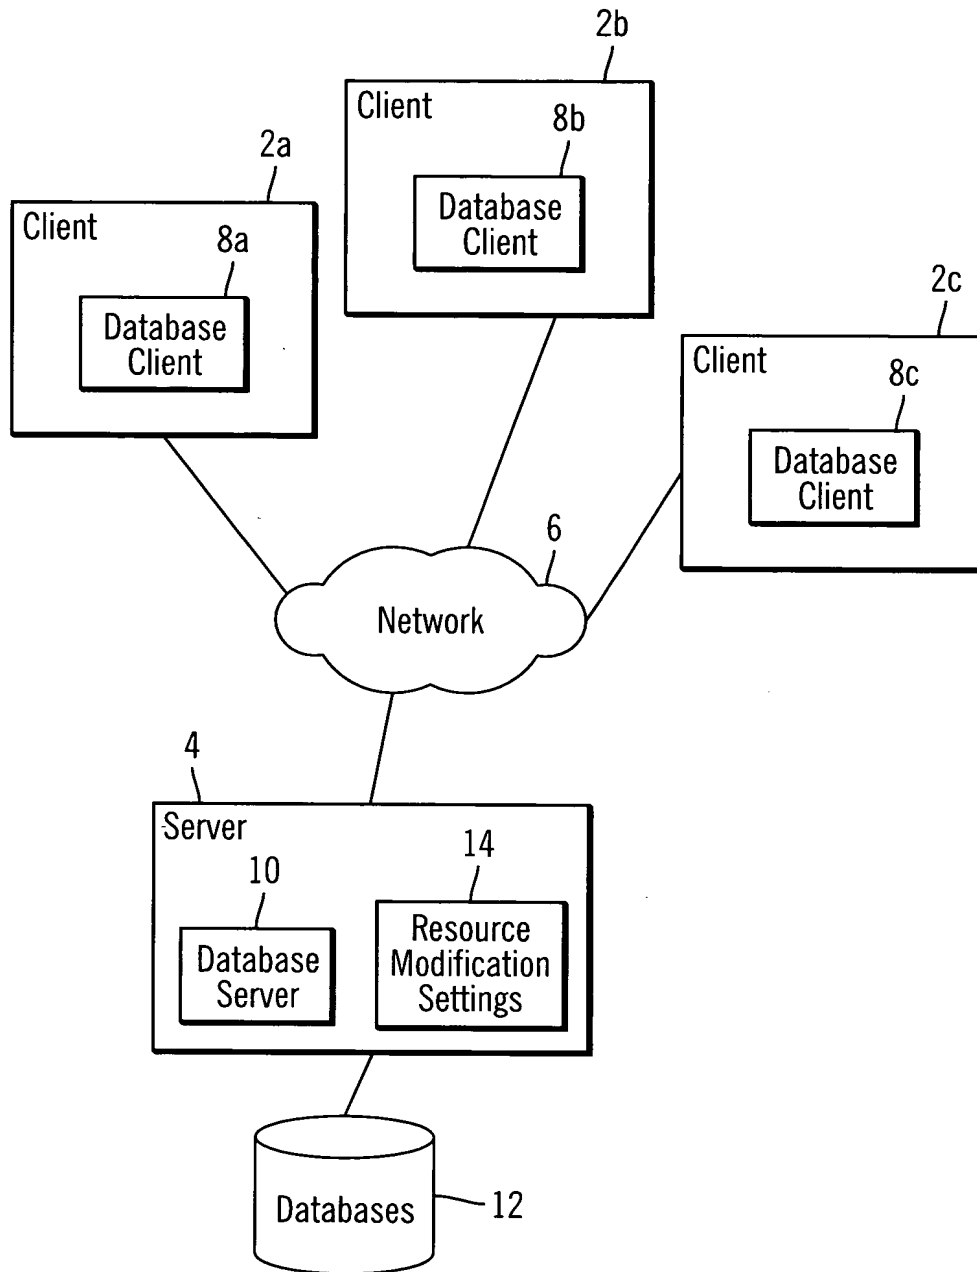 2b
Client
8b
Database
Client
2a
Client
8a
Database
Client
2c
Client
8c
Database
Client
6
Network
4
Server
10
Database
Server
14
Resource
Modification
Settings
Databases
12